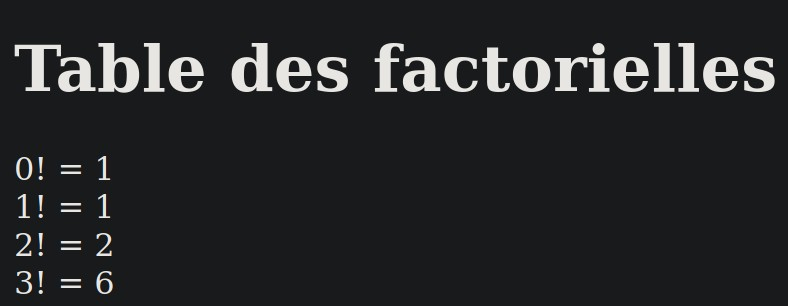 Table des factorielles
0! = 1
1! = 1
2! = 2
3! = 6